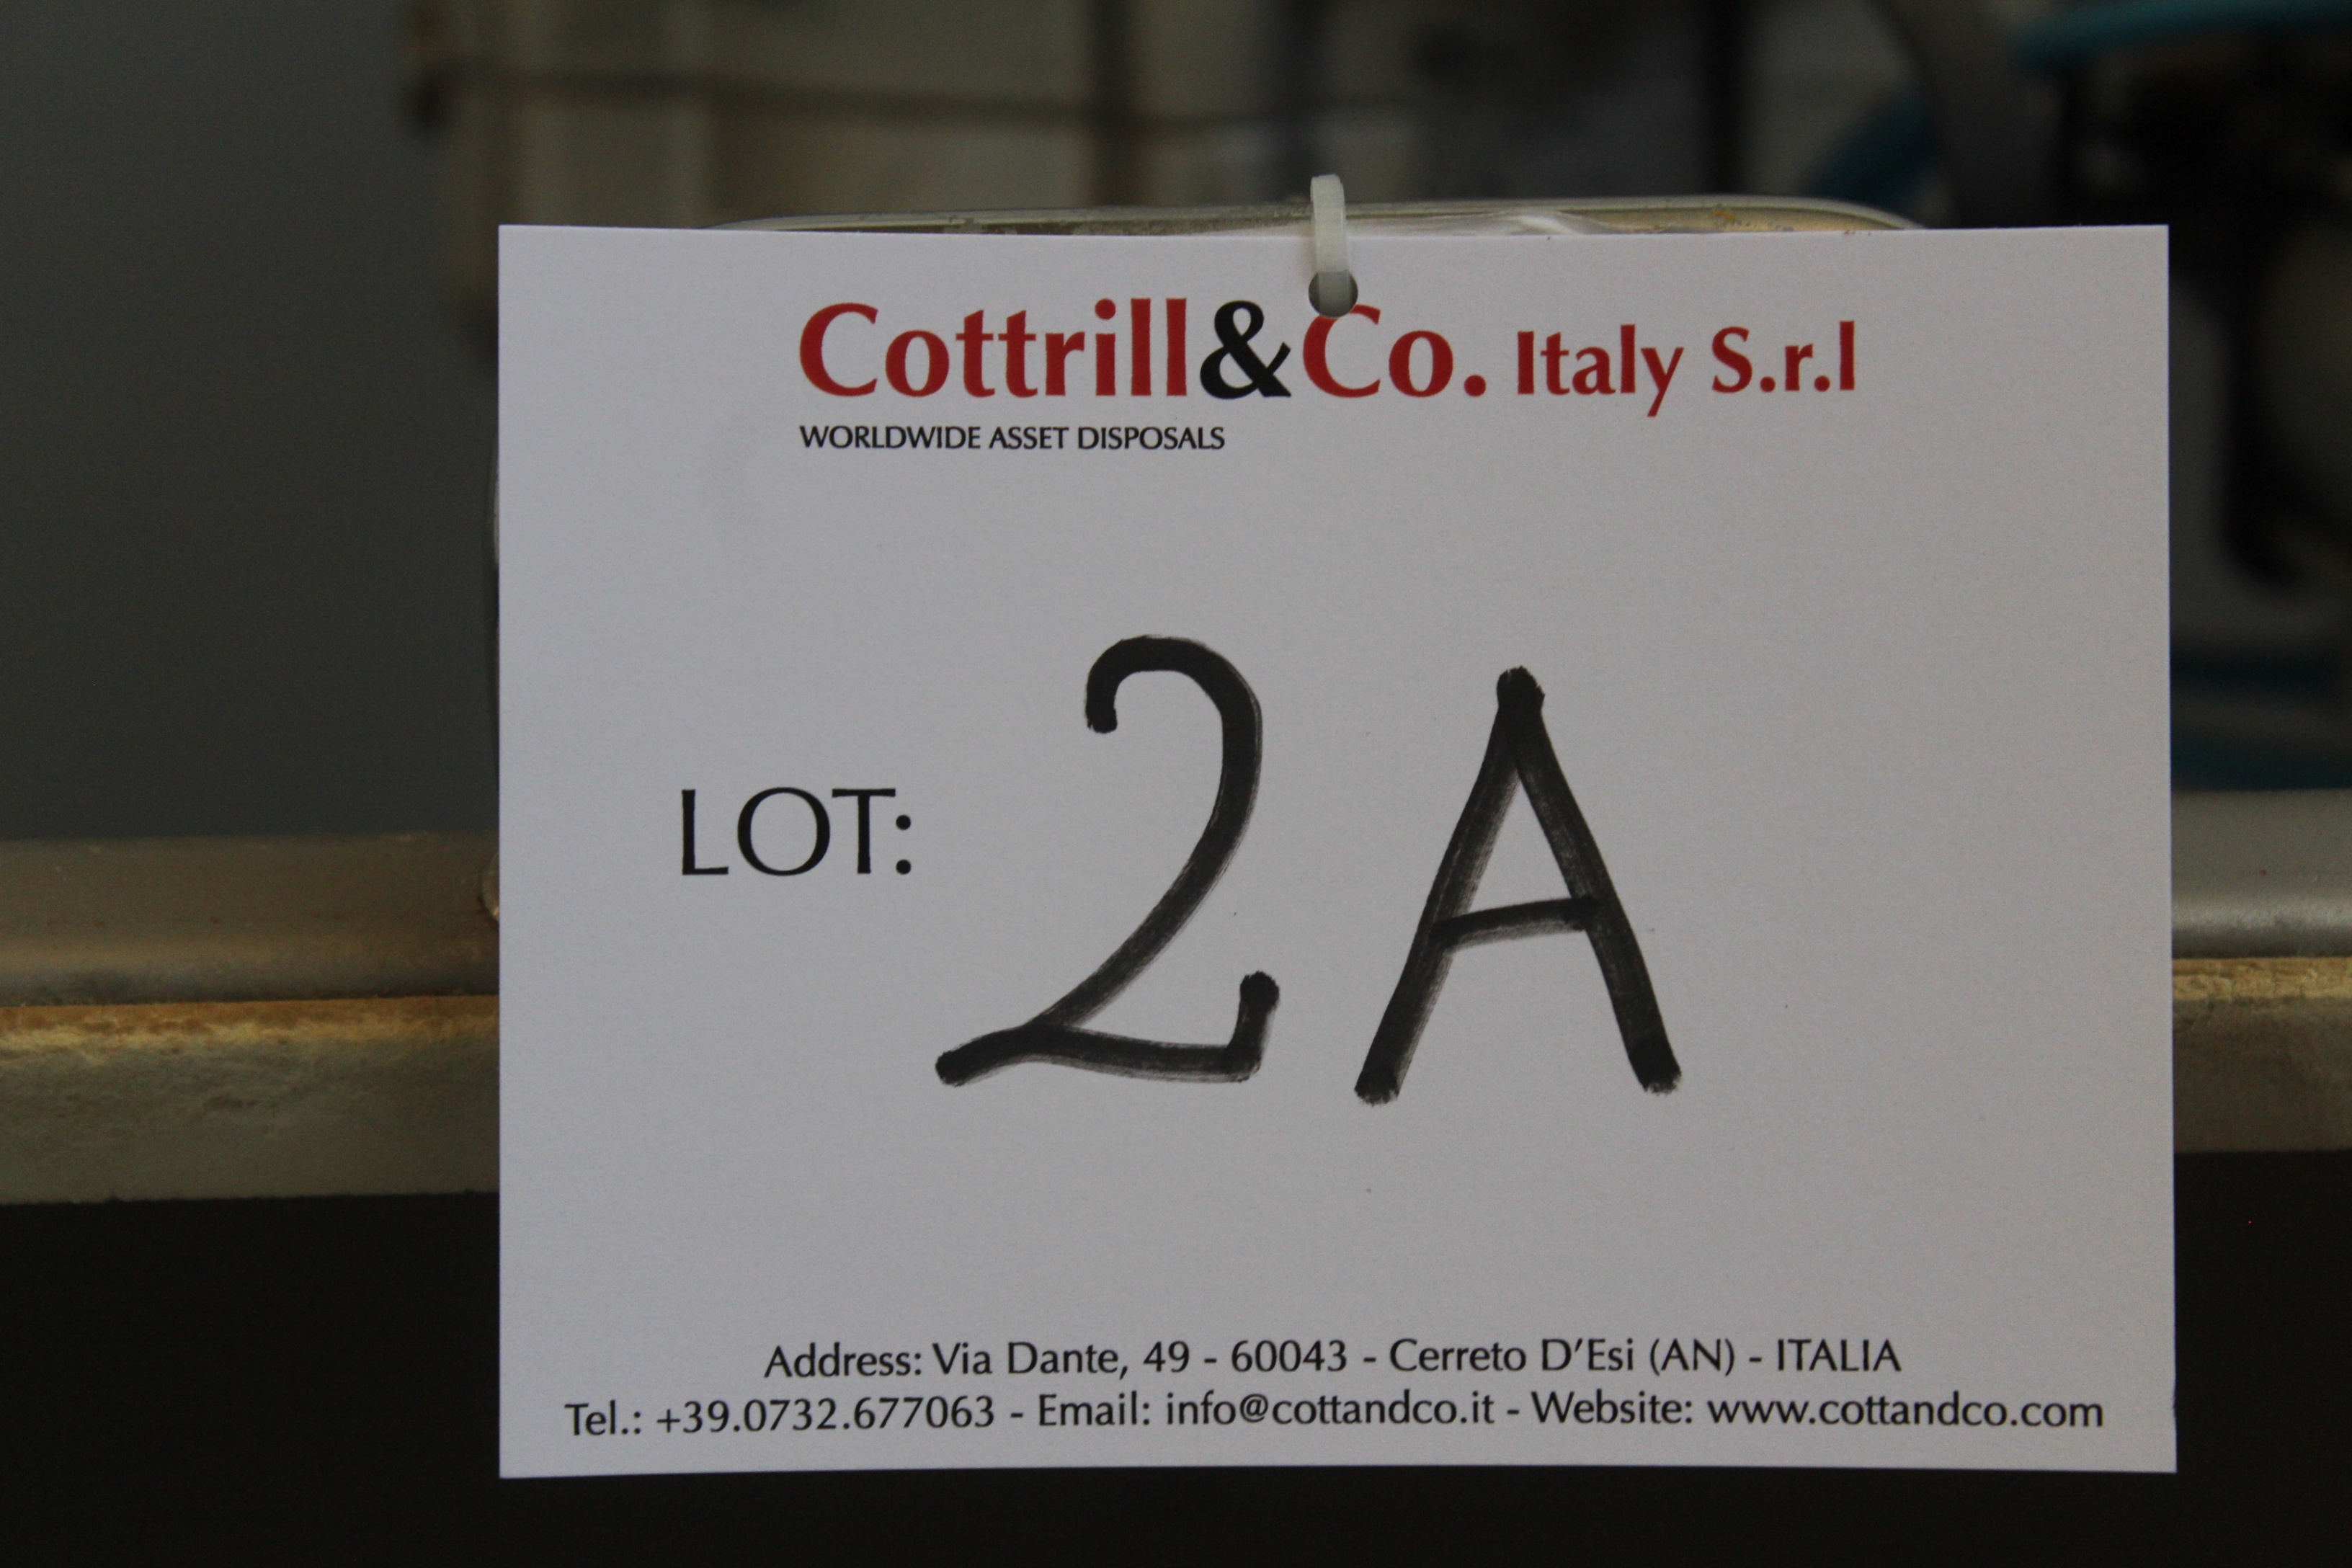 Cottrill&Co. Italy S.r.l
WORLDWIDE ASSET DISPOSALS
LOT: 2A
Address: Via Dante, 49 - 60043 - Cerreto D'Esi (AN) - ITALIA
Tel.: +39.0732.677063 - Email: info@cottandco.it - Website: www.cottandco.com